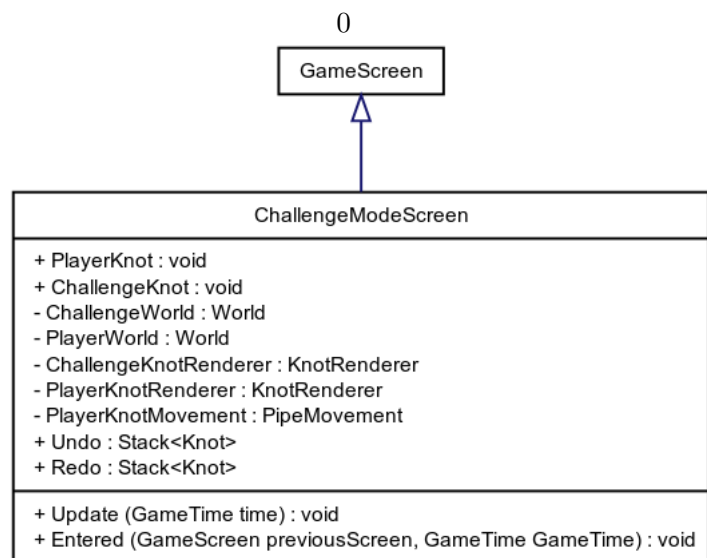 0
GameScreen
ChallengeModeScreen
+ PlayerKnot : void
+ ChallengeKnot : void
- ChallengeWorld : World
- PlayerWorld : World
- ChallengeKnotRenderer : KnotRenderer
- PlayerKnotRenderer : KnotRenderer
- PlayerKnotMovement : PipeMovement
+ Undo : Stack<Knot>
+ Redo : Stack<Knot>
+ Update (GameTime time) : void
+ Entered (GameScreen previousScreen, GameTime GameTime) : void